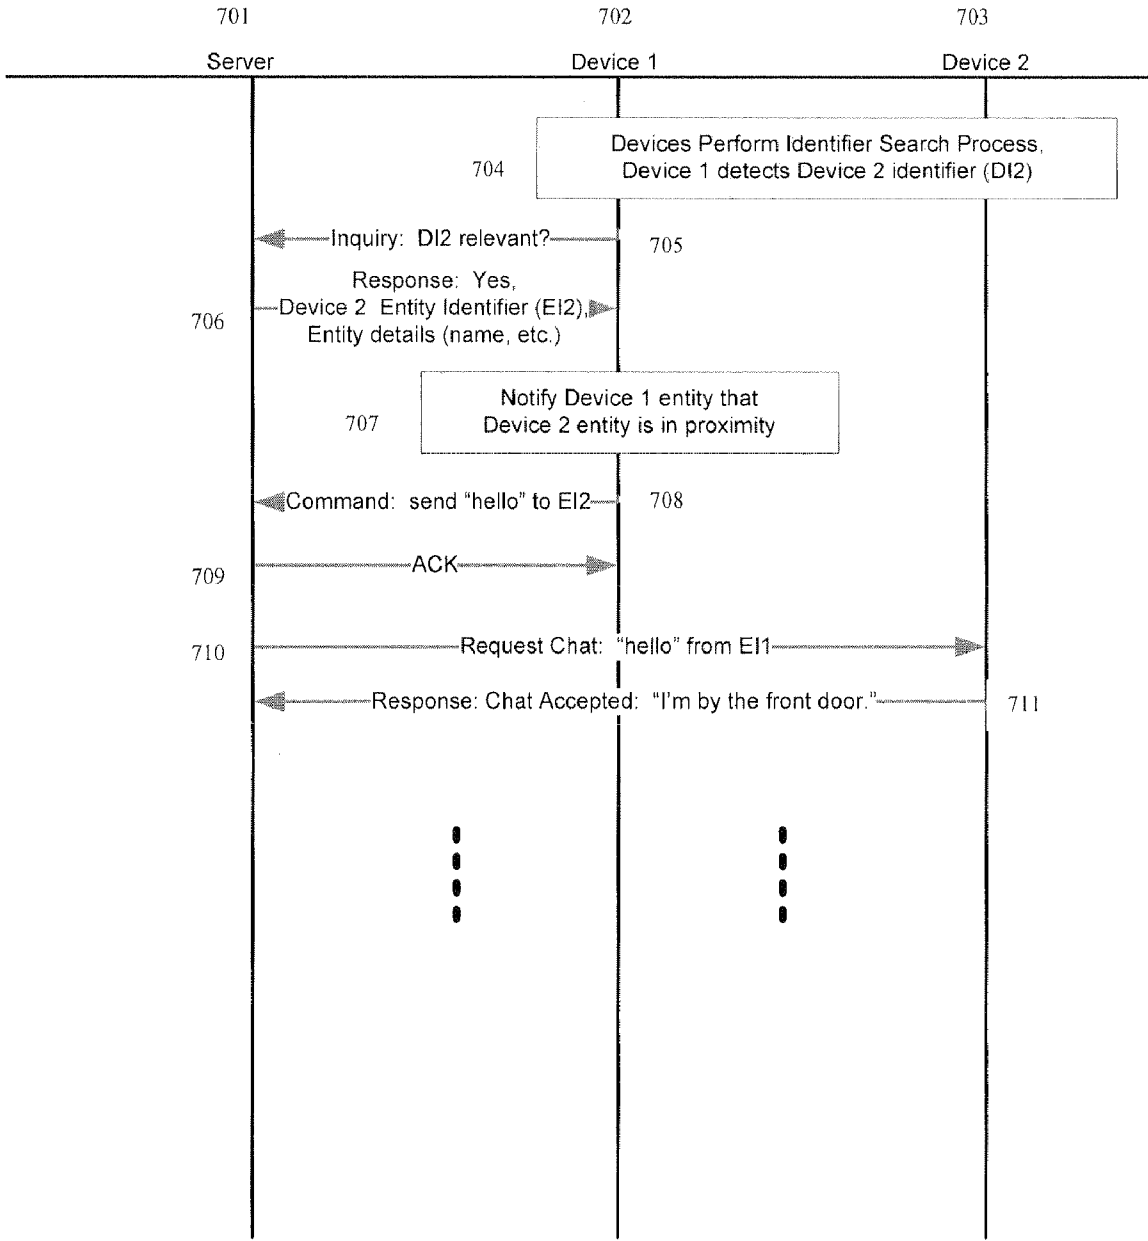 701 702 703
Server Device 1 Device 2
Devices Perform Identifier Search Process,
704 Device 1 detects Device 2 identifier (DI2)
Inquiry: DI2 relevant? 705
Response: Yes,
706 Device 2 Entity Identifier (EI2),
Entity details (name, etc.)
Notify Device 1 entity that
707 Device 2 entity is in proximity
Command: send “hello” to EI2 708
709 ACK
710 Request Chat: “hello” from EI1
Response: Chat Accepted: “I'm by the front door.” 711